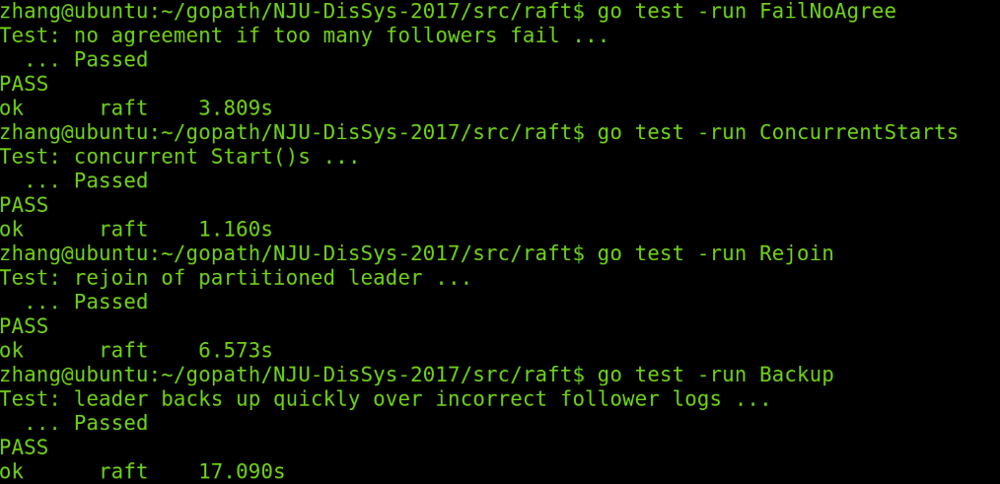 zhang@ubuntu:~/gopath/NJU-DisSys-2017/src/raft$ go test -run FailNoAgree
Test: no agreement if too many followers fail ...
  ... Passed
PASS
ok      raft    3.809s
zhang@ubuntu:~/gopath/NJU-DisSys-2017/src/raft$ go test -run ConcurrentStarts
Test: concurrent Start()s ...
  ... Passed
PASS
ok      raft    1.160s
zhang@ubuntu:~/gopath/NJU-DisSys-2017/src/raft$ go test -run Rejoin
Test: rejoin of partitioned leader ...
  ... Passed
PASS
ok      raft    6.573s
zhang@ubuntu:~/gopath/NJU-DisSys-2017/src/raft$ go test -run Backup
Test: leader backs up quickly over incorrect follower logs ...
  ... Passed
PASS
ok      raft    17.090s